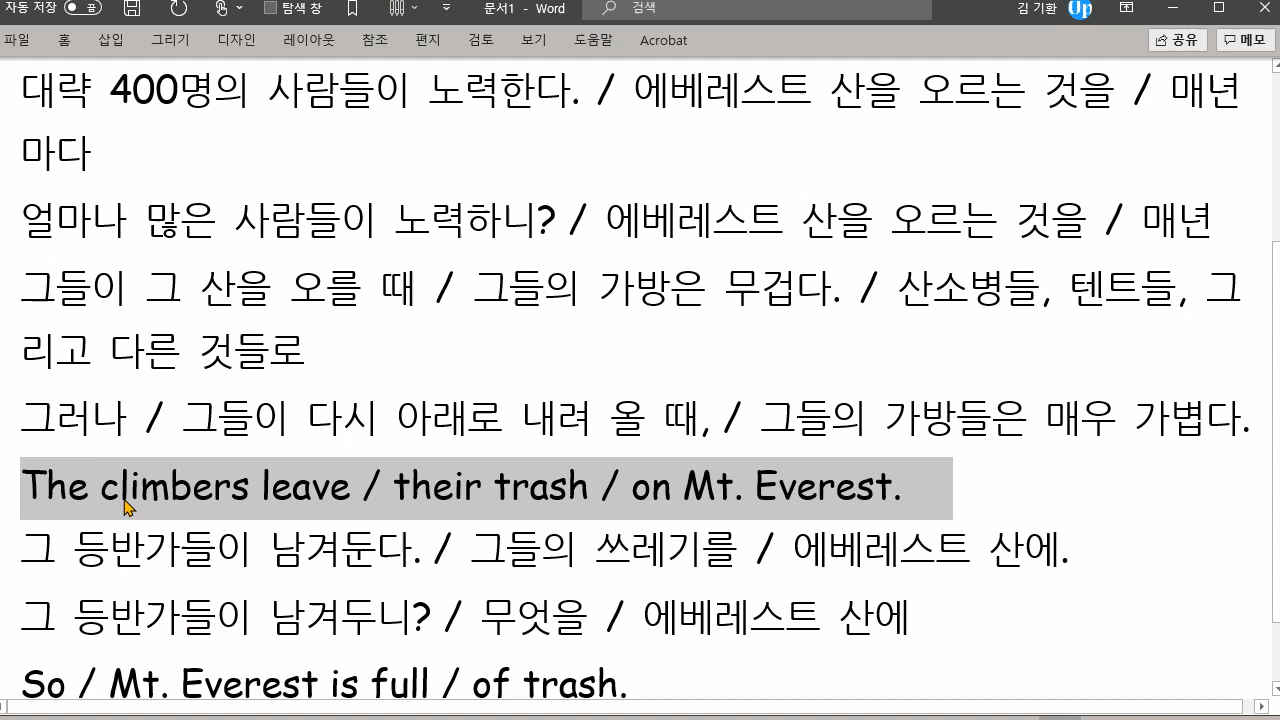 자동 저장 끔 탐색 창 문서1 - Word 검색 김 기환 Up
파일 홈 삽입 그리기 디자인 레이아웃 참조 편지 검토 보기 도움말 Acrobat 공유 메모
대략 400명의 사람들이 노력한다. / 에베레스트 산을 오르는 것을 / 매년
마다
얼마나 많은 사람들이 노력하니? / 에베레스트 산을 오르는 것을 / 매년
그들이 그 산을 오를 때 / 그들의 가방은 무겁다. / 산소병들, 텐트들, 그
리고 다른 것들로
그러나 / 그들이 다시 아래로 내려 올 때, / 그들의 가방들은 매우 가볍다.
The climbers leave / their trash / on Mt. Everest.
그 등반가들이 남겨둔다. / 그들의 쓰레기를 / 에베레스트 산에.
그 등반가들이 남겨두니? / 무엇을 / 에베레스트 산에
So / Mt. Everest is full / of trash.